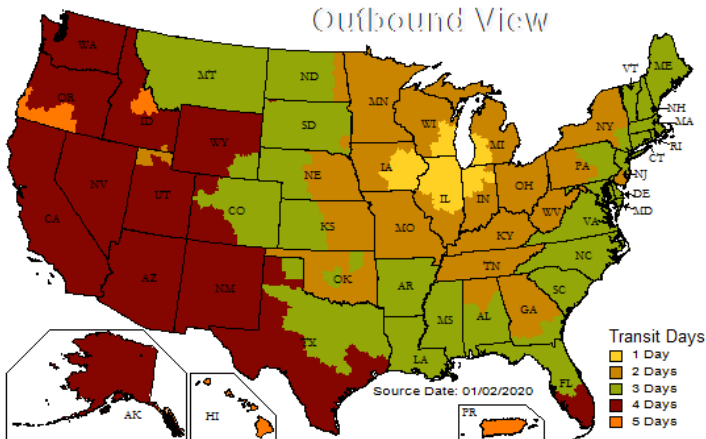 Outbound View
WA
MT
ND
MN
VT
ME
OR
ID
SD
WI
MI
NY
NH
MA
WY
RI
CT
IA
PA
NJ
NE
NV
UT
CO
IL
IN
OH
DE
MD
WV
VA
CA
KS
MO
KY
NC
TN
AZ
NM
OK
AR
SC
MS
AL
GA
TX
LA
FL
AK
HI
PR
Source Date: 01/02/2020
Transit Days
1 Day
2 Days
3 Days
4 Days
5 Days